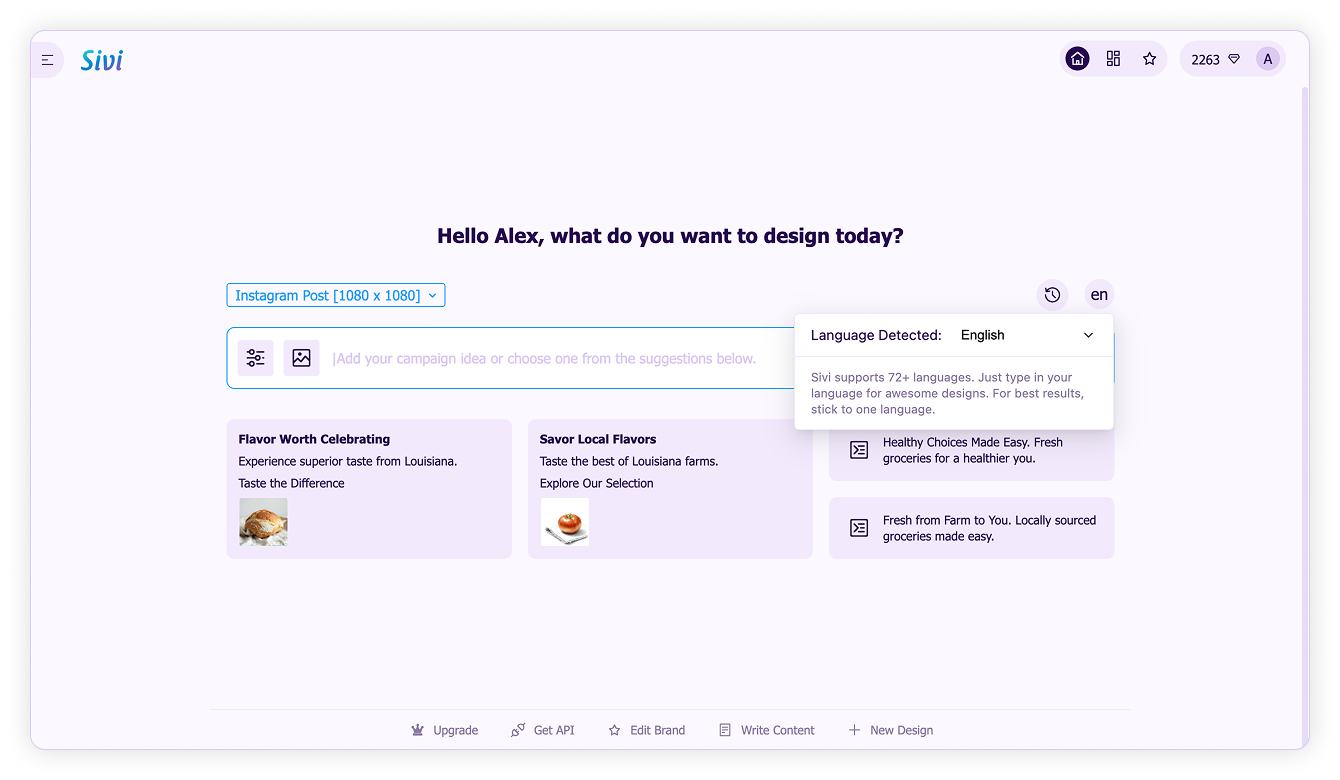 Sivi
2263
A
Hello Alex, what do you want to design today?
Instagram Post [1080 x 1080]
en
Language Detected: English
Sivi supports 72+ languages. Just type in your
language for awesome designs. For best results,
stick to one language.
|Add your campaign idea or choose one from the suggestions below.
Flavor Worth Celebrating
Experience superior taste from Louisiana.
Taste the Difference
Savor Local Flavors
Taste the best of Louisiana farms.
Explore Our Selection
Healthy Choices Made Easy. Fresh
groceries for a healthier you.
Fresh from Farm to You. Locally sourced
groceries made easy.
Upgrade
Get API
Edit Brand
Write Content
New Design